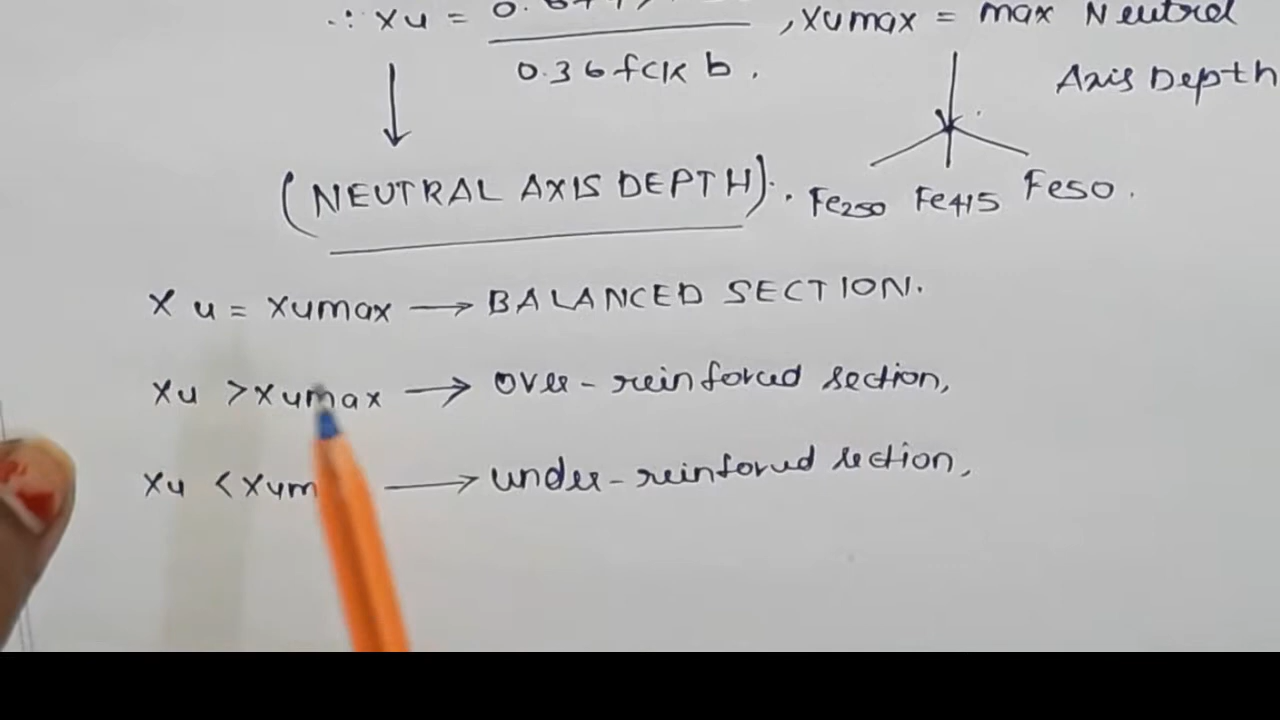 ∴ xu = , xumax = max Neutral
0.36 fck b . Axis Depth
(NEUTRAL AXIS DEPTH). . Fe250 Fe415 Fe50 .
xu = xumax → BALANCED SECTION.
xu > xumax → over-reinforced section,
xu < xum → under-reinforced section,